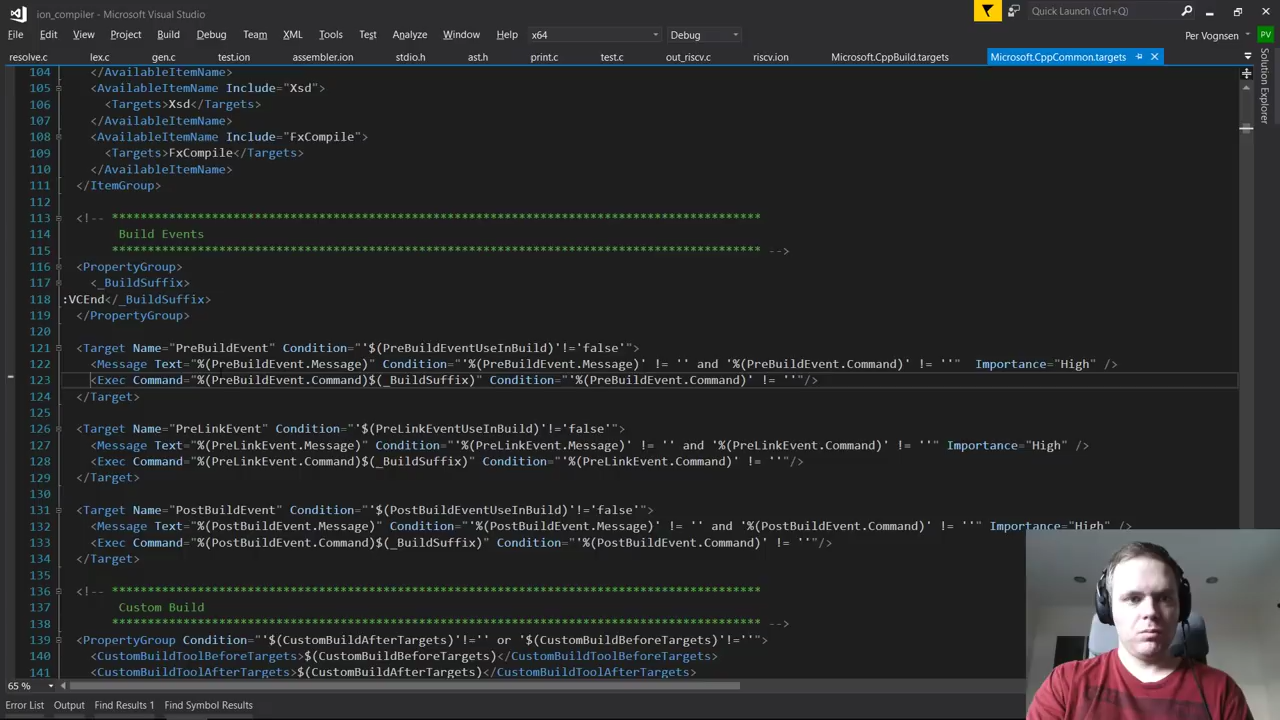 ion_compiler - Microsoft Visual Studio
Quick Launch (Ctrl+Q)
File Edit View Project Build Debug Team XML Tools Test Analyze Window Help x64 Debug Per Vognsen PV
resolve.c lex.c gen.c test.ion assembler.ion stdio.h ast.h print.c test.c out_riscv.c riscv.ion Microsoft.CppBuild.targets Microsoft.CppCommon.targets
Solution Explorer
104 </AvailableItemName>
105 <AvailableItemName Include="Xsd">
106 <Targets>Xsd</Targets>
107 </AvailableItemName>
108 <AvailableItemName Include="FxCompile">
109 <Targets>FxCompile</Targets>
110 </AvailableItemName>
111 </ItemGroup>
112
113 <!-- ******************************************************************************************
114 Build Events
115 ****************************************************************************************** -->
116 <PropertyGroup>
117 <_BuildSuffix>
118 :VCEnd</_BuildSuffix>
119 </PropertyGroup>
120
121 <Target Name="PreBuildEvent" Condition="'$(PreBuildEventUseInBuild)'!='false'">
122 <Message Text="%(PreBuildEvent.Message)" Condition="'%(PreBuildEvent.Message)' != '' and '%(PreBuildEvent.Command)' != ''" Importance="High" />
123 <Exec Command="%(PreBuildEvent.Command)$(_BuildSuffix)" Condition="'%(PreBuildEvent.Command)' != ''"/>
124 </Target>
125
126 <Target Name="PreLinkEvent" Condition="'$(PreLinkEventUseInBuild)'!='false'">
127 <Message Text="%(PreLinkEvent.Message)" Condition="'%(PreLinkEvent.Message)' != '' and '%(PreLinkEvent.Command)' != ''" Importance="High" />
128 <Exec Command="%(PreLinkEvent.Command)$(_BuildSuffix)" Condition="'%(PreLinkEvent.Command)' != ''"/>
129 </Target>
130
131 <Target Name="PostBuildEvent" Condition="'$(PostBuildEventUseInBuild)'!='false'">
132 <Message Text="%(PostBuildEvent.Message)" Condition="'%(PostBuildEvent.Message)' != '' and '%(PostBuildEvent.Command)' != ''" Importance="High" />
133 <Exec Command="%(PostBuildEvent.Command)$(_BuildSuffix)" Condition="'%(PostBuildEvent.Command)' != ''"/>
134 </Target>
135
136 <!-- ******************************************************************************************
137 Custom Build
138 ****************************************************************************************** -->
139 <PropertyGroup Condition="'$(CustomBuildAfterTargets)'!='' or '$(CustomBuildBeforeTargets)'!=''">
140 <CustomBuildToolBeforeTargets>$(CustomBuildBeforeTargets)</CustomBuildToolBeforeTargets>
141 <CustomBuildToolAfterTargets>$(CustomBuildAfterTargets)</CustomBuildToolAfterTargets>
65 %
Error List Output Find Results 1 Find Symbol Results